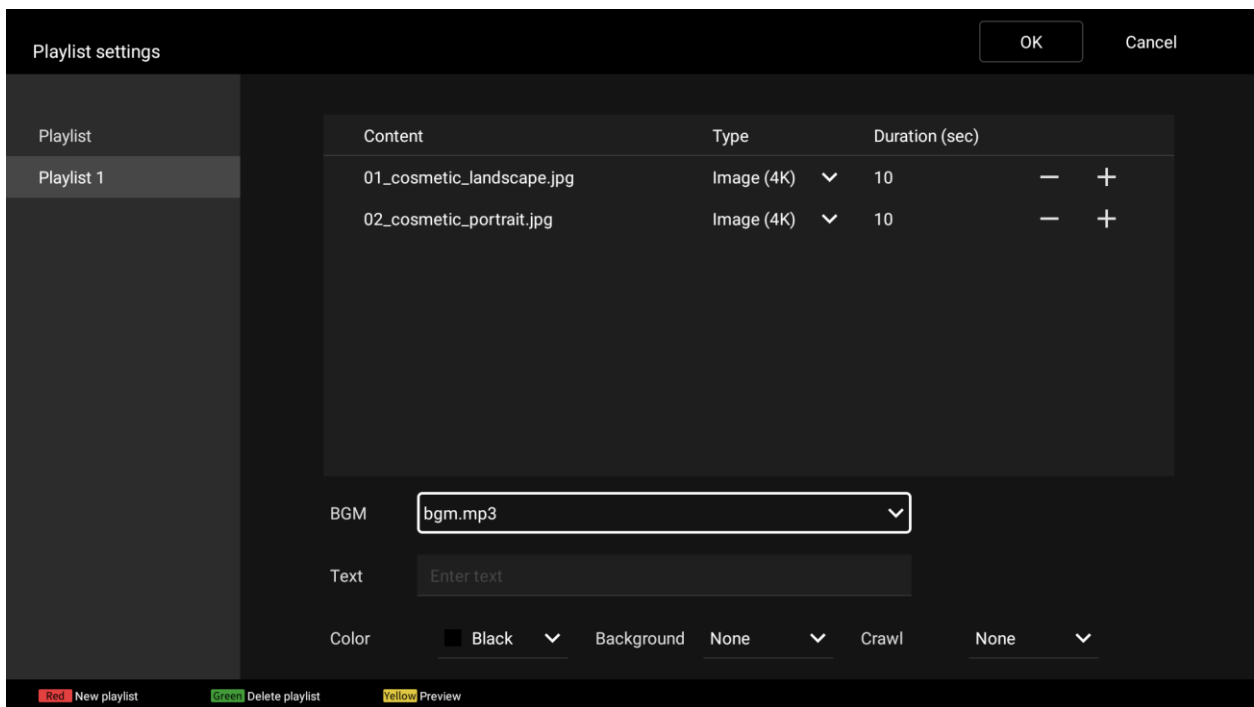 Playlist settings
OK
Cancel
Playlist
Playlist 1
Content Type Duration (sec)
01_cosmetic_landscape.jpg Image (4K) 10
02_cosmetic_portrait.jpg Image (4K) 10
BGM bgm.mp3
Text Enter text
Color Black Background None Crawl None
Red New playlist Green Delete playlist Yellow Preview